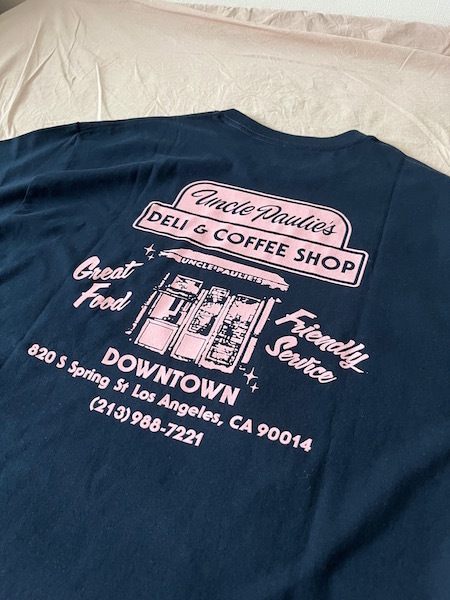 Uncle Paulie's
DELI & COFFEE SHOP
UNCLE PAULIE'S
Great
Food
Friendly
Service
DOWNTOWN
820 S Spring St Los Angeles, CA 90014
(213) 988-7221